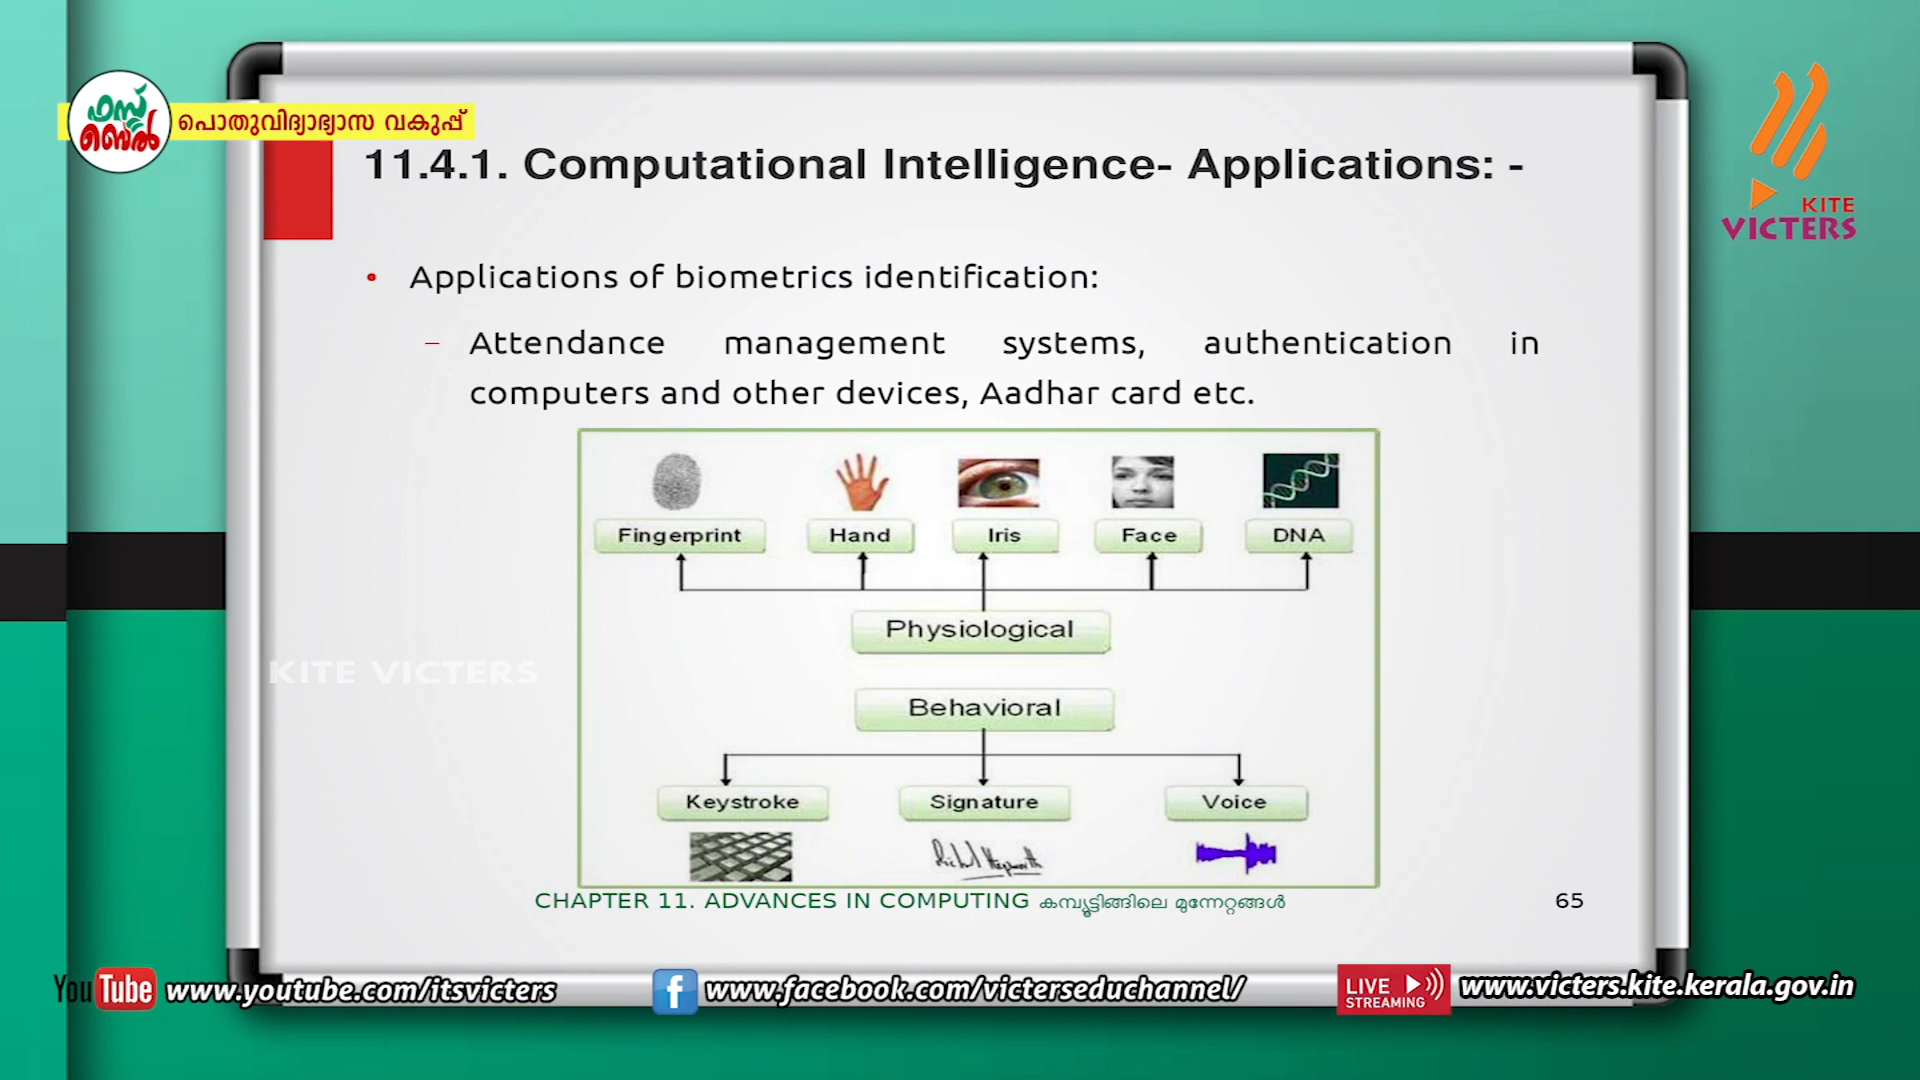 ഫസ്റ്റ്
ബെൽ
പൊതുവിദ്യാഭ്യാസ വകുപ്പ്
KITE
VICTERS
11.4.1. Computational Intelligence- Applications: -
• Applications of biometrics identification:
– Attendance management systems, authentication in
computers and other devices, Aadhar card etc.
Fingerprint Hand Iris Face DNA
Physiological
KITE VICTERS
Behavioral
Keystroke Signature Voice
CHAPTER 11. ADVANCES IN COMPUTING കമ്പ്യൂട്ടിങ്ങിലെ മുന്നേറ്റങ്ങൾ 65
YouTube www.youtube.com/itsvicters
f www.facebook.com/victerseduchannel/
LIVE
STREAMING
www.victers.kite.kerala.gov.in